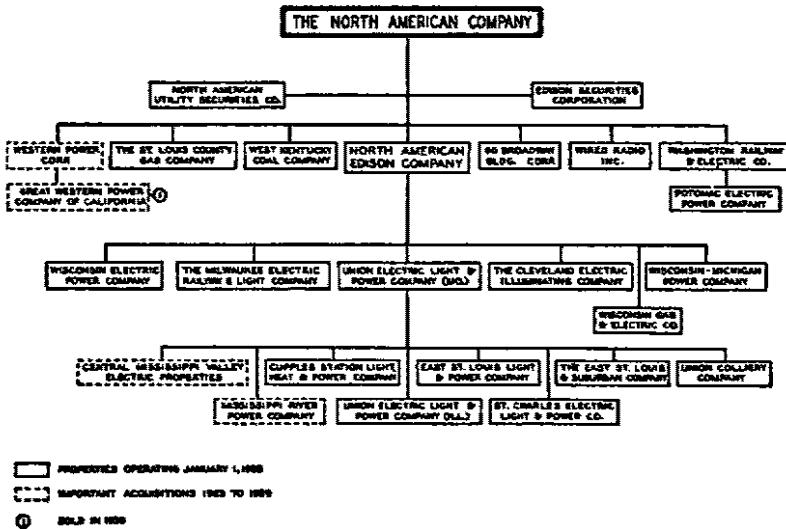 THE NORTH AMERICAN COMPANY
NORTH AMERICAN
UTILITY SECURITIES CO.
EDISON SECURITIES
CORPORATION
WESTERN POWER
CORP.
THE ST. LOUIS COUNTY
GAS COMPANY
WEST KENTUCKY
COAL COMPANY
NORTH AMERICAN
EDISON COMPANY
BROADWAY
BLDG. CORP.
WIRED RADIO
INC.
WASHINGTON RAILWAY
& ELECTRIC CO.
GREAT WESTERN POWER
COMPANY OF CALIFORNIA
POTOMAC ELECTRIC
POWER COMPANY
WISCONSIN ELECTRIC
POWER COMPANY
THE MILWAUKEE ELECTRIC
RAILWAY & LIGHT COMPANY
UNION ELECTRIC LIGHT &
POWER COMPANY (MO.)
THE CLEVELAND ELECTRIC
ILLUMINATING COMPANY
WISCONSIN-MICHIGAN
POWER COMPANY
WISCONSIN GAS
& ELECTRIC CO.
CENTRAL MISSISSIPPI VALLEY
ELECTRIC PROPERTIES
CUPPLES STATION LIGHT,
HEAT & POWER COMPANY
EAST ST. LOUIS LIGHT
& POWER COMPANY
THE EAST ST. LOUIS
& SUBURBAN COMPANY
UNION COLLIERY
COMPANY
MISSISSIPPI RIVER
POWER COMPANY
UNION ELECTRIC LIGHT &
POWER COMPANY (ILL.)
ST. CHARLES ELECTRIC
LIGHT & POWER CO.
PROPERTIES OPERATING JANUARY 1,
IMPORTANT ACQUISITIONS TO
SOLD IN